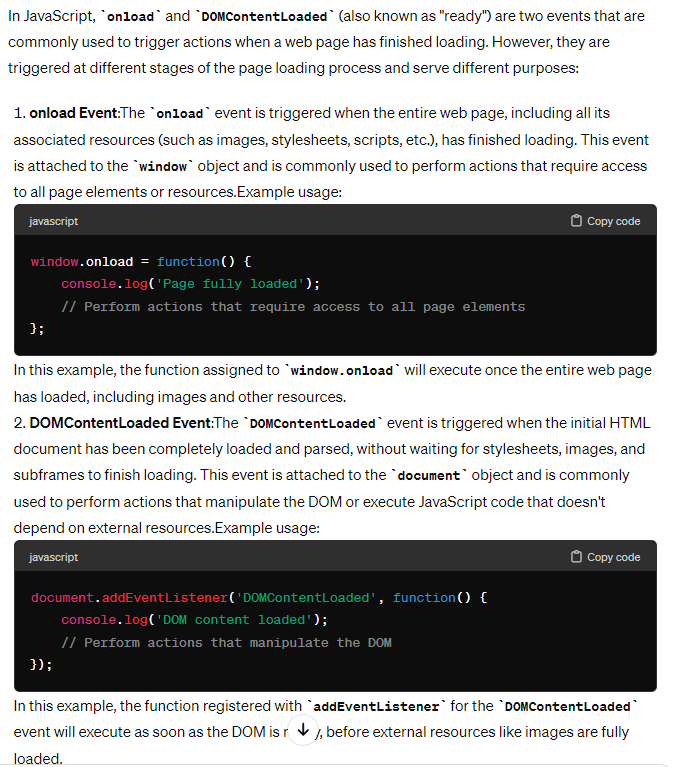 In JavaScript, `onload` and `DOMContentLoaded` (also known as "ready") are two events that are
commonly used to trigger actions when a web page has finished loading. However, they are
triggered at different stages of the page loading process and serve different purposes:
1. onload Event:The `onload` event is triggered when the entire web page, including all its
associated resources (such as images, stylesheets, scripts, etc.), has finished loading. This event
is attached to the `window` object and is commonly used to perform actions that require access
to all page elements or resources.Example usage:
javascript
Copy code
window.onload = function() {
    console.log('Page fully loaded');
    // Perform actions that require access to all page elements
};
In this example, the function assigned to `window.onload` will execute once the entire web page
has loaded, including images and other resources.
2. DOMContentLoaded Event:The `DOMContentLoaded` event is triggered when the initial HTML
document has been completely loaded and parsed, without waiting for stylesheets, images, and
subframes to finish loading. This event is attached to the `document` object and is commonly
used to perform actions that manipulate the DOM or execute JavaScript code that doesn't
depend on external resources.Example usage:
javascript
Copy code
document.addEventListener('DOMContentLoaded', function() {
    console.log('DOM content loaded');
    // Perform actions that manipulate the DOM
});
In this example, the function registered with `addEventListener` for the `DOMContentLoaded`
event will execute as soon as the DOM is , before external resources like images are fully
loaded.